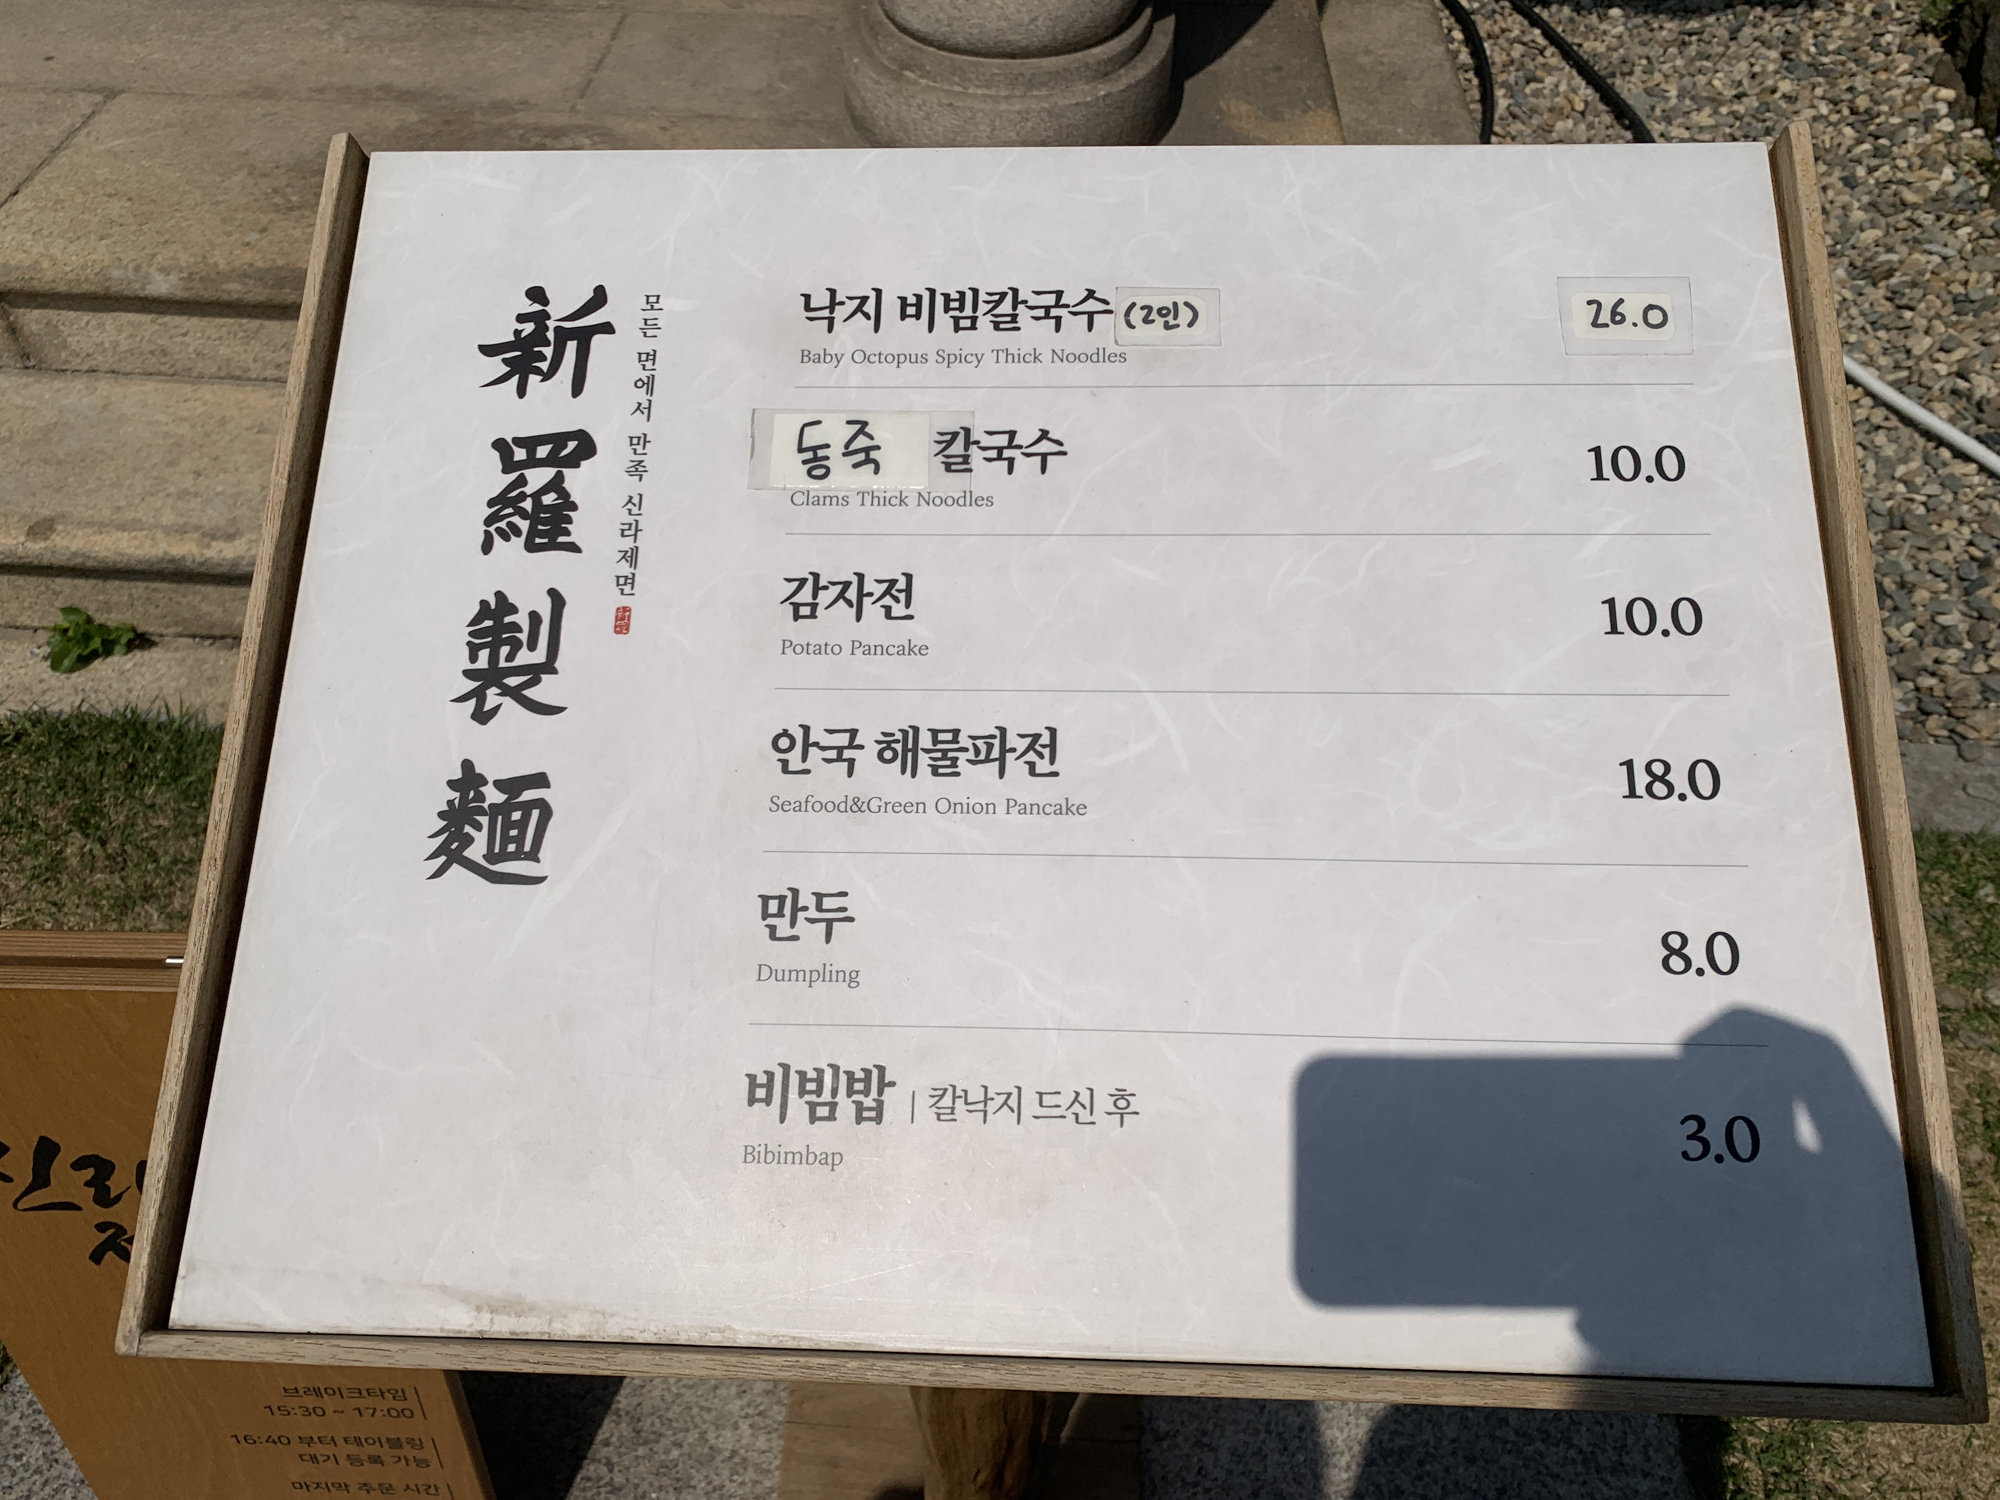 新羅製麵
모든 면에서 만족 신라제면
낙지 비빔칼국수 (2인) 26.0
Baby Octopus Spicy Thick Noodles
동죽 칼국수 10.0
Clams Thick Noodles
감자전 10.0
Potato Pancake
안국 해물파전 18.0
Seafood&Green Onion Pancake
만두 8.0
Dumpling
비빔밥 | 칼낙지 드신 후 3.0
Bibimbap
브레이크타임
15:30 ~ 17:00
16:40 부터 테이블링
대기 등록 가능
마지막 주문 시간